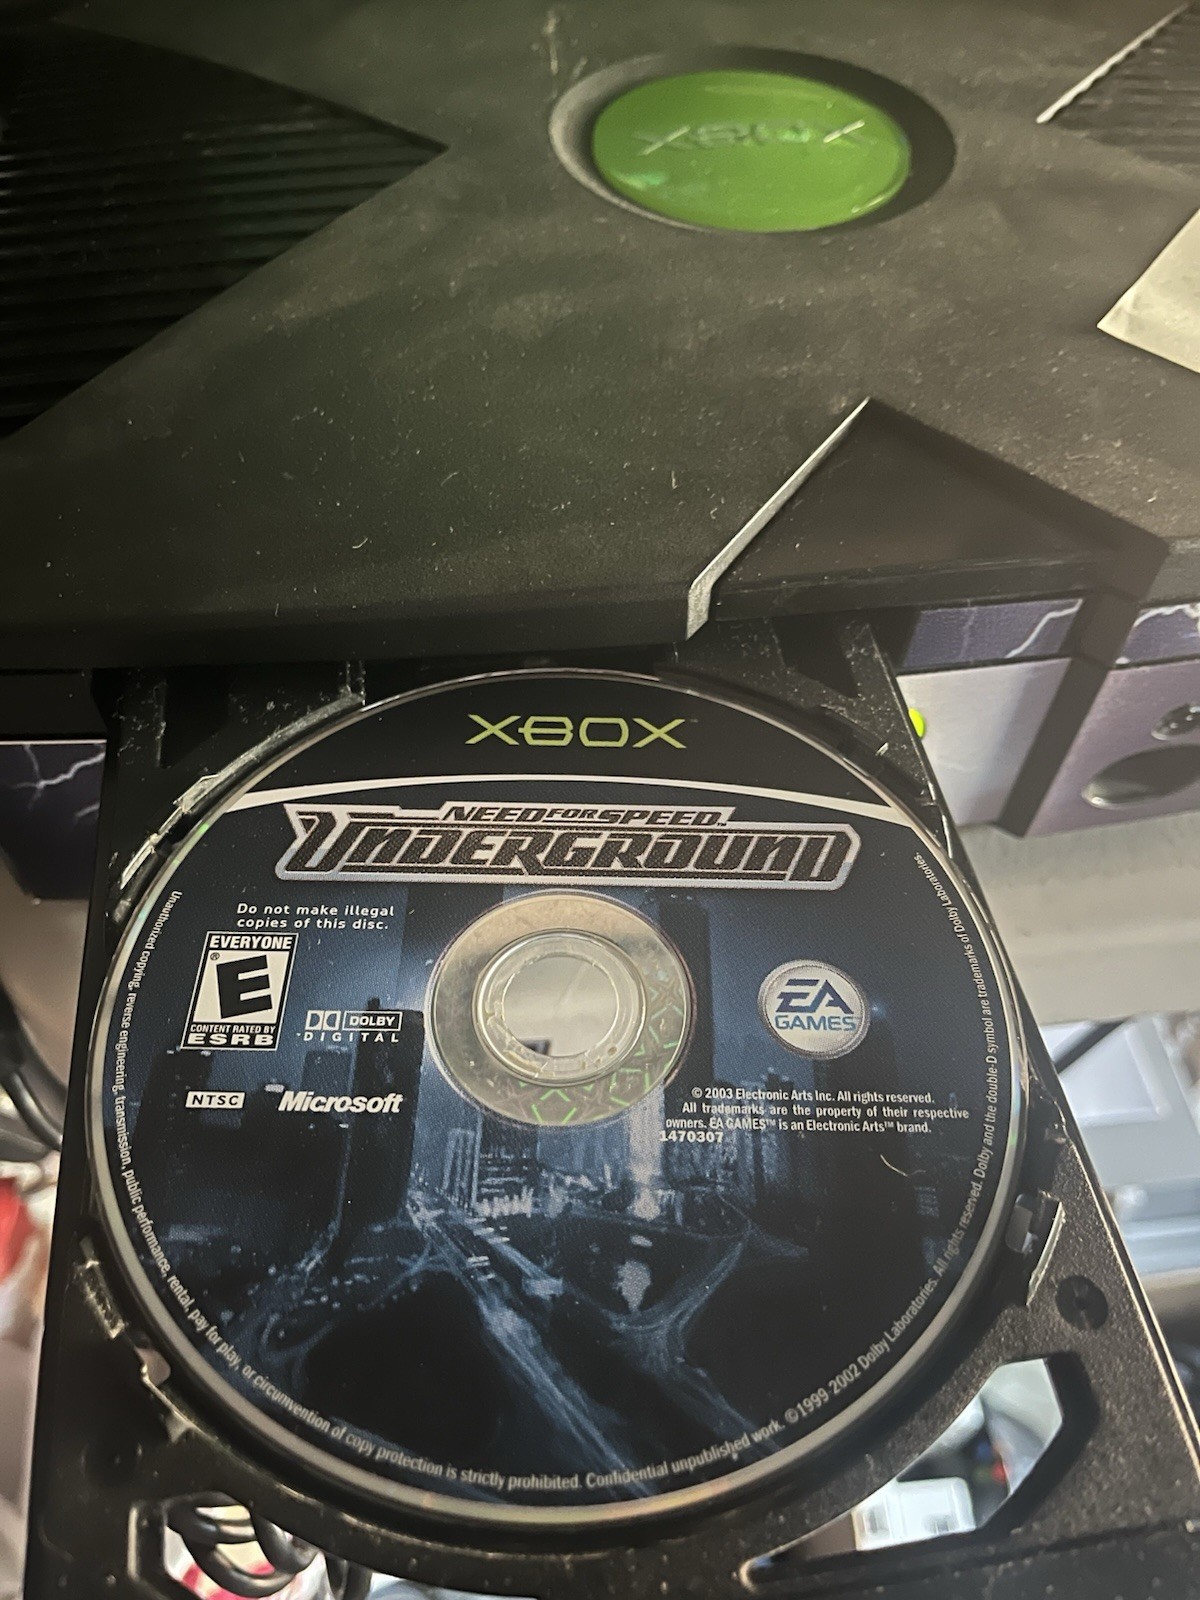 XBOX
XBOX
NEED FOR SPEED™
UNDERGROUND
Do not make illegal
copies of this disc.
EVERYONE
E®
CONTENT RATED BY
ESRB
DOLBY
DIGITAL
EA
GAMES™
NTSC
Microsoft
© 2003 Electronic Arts Inc. All rights reserved.
All trademarks are the property of their respective
owners. EA GAMES™ is an Electronic Arts™ brand.
1470307
Unauthorized copying, reverse engineering, transmission, public performance, rental, pay for play, or circumvention of copy protection is strictly prohibited. Confidential unpublished work. ©1999-2002 Dolby Laboratories. All rights reserved. Dolby and the double-D symbol are trademarks of Dolby Laboratories.